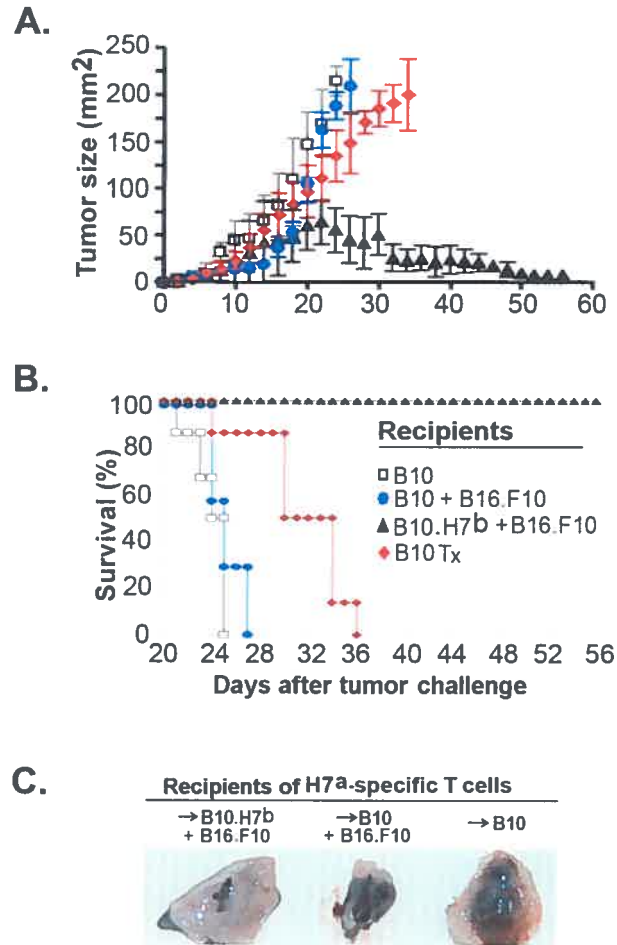 A.
Tumor size (mm2)
250
200
150
100
50
0
0 10 20 30 40 50 60
B.
Survival (%)
100
80
60
40
20
0
Recipients
B10
B10 + B16.F10
B10.H7b + B16.F10
B10 Tx
20 24 28 32 36 40 44 48 52 56
Days after tumor challenge
C.
Recipients of H7a-specific T cells
→ B10.H7b → B10 → B10
+ B16.F10 + B16.F10